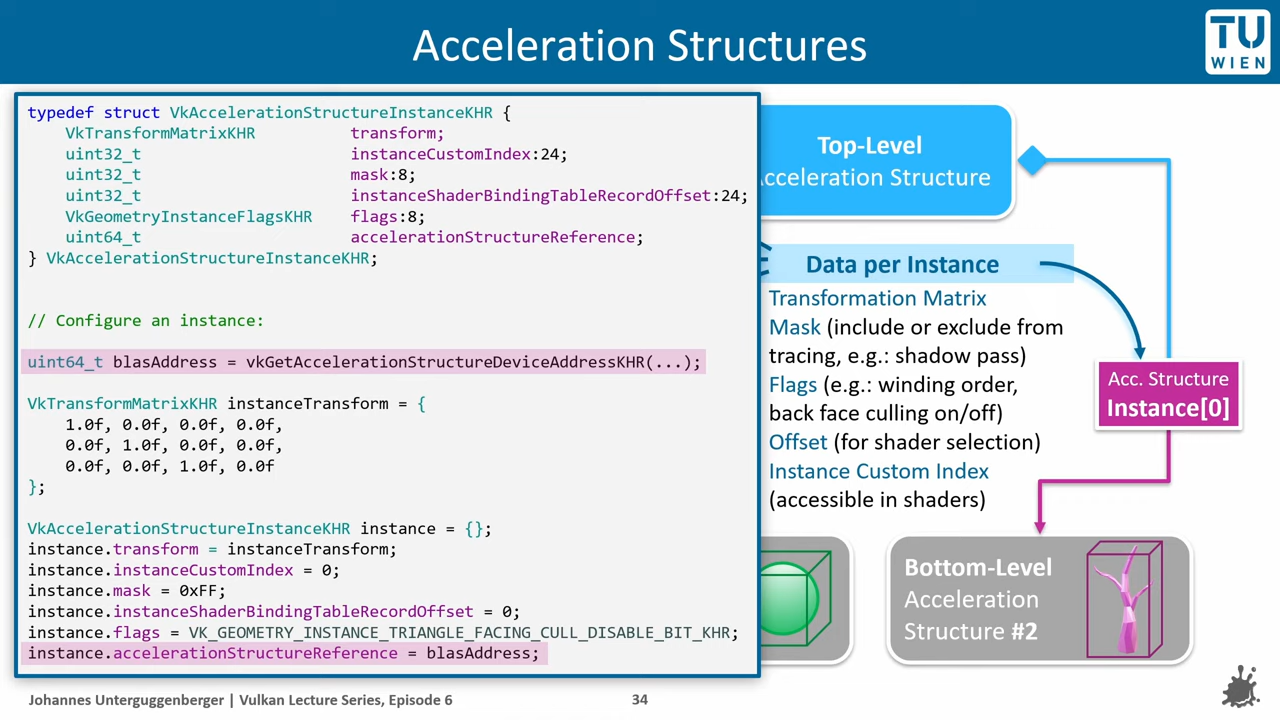 Acceleration Structures
TU
WIEN
typedef struct VkAccelerationStructureInstanceKHR {
VkTransformMatrixKHR transform;
uint32_t instanceCustomIndex:24;
uint32_t mask:8;
uint32_t instanceShaderBindingTableRecordOffset:24;
VkGeometryInstanceFlagsKHR flags:8;
uint64_t accelerationStructureReference;
} VkAccelerationStructureInstanceKHR;
// Configure an instance:
uint64_t blasAddress = vkGetAccelerationStructureDeviceAddressKHR(...);
VkTransformMatrixKHR instanceTransform = {
1.0f, 0.0f, 0.0f, 0.0f,
0.0f, 1.0f, 0.0f, 0.0f,
0.0f, 0.0f, 1.0f, 0.0f
};
VkAccelerationStructureInstanceKHR instance = {};
instance.transform = instanceTransform;
instance.instanceCustomIndex = 0;
instance.mask = 0xFF;
instance.instanceShaderBindingTableRecordOffset = 0;
instance.flags = VK_GEOMETRY_INSTANCE_TRIANGLE_FACING_CULL_DISABLE_BIT_KHR;
instance.accelerationStructureReference = blasAddress;
Top-Level
Acceleration Structure
Data per Instance
Transformation Matrix
Mask (include or exclude from
tracing, e.g.: shadow pass)
Flags (e.g.: winding order,
back face culling on/off)
Offset (for shader selection)
Instance Custom Index
(accessible in shaders)
Acc. Structure
Instance[0]
Bottom-Level
Acceleration
Structure #2
Johannes Unterguggenberger | Vulkan Lecture Series, Episode 6
34